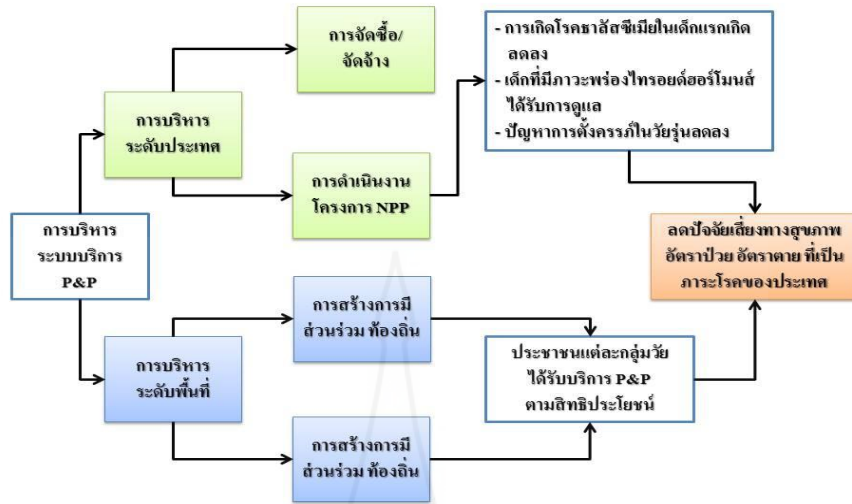 การจัดซื้อ/
จัดจ้าง
- การเกิดโรคธาลัสซีเมียในเด็กแรกเกิด
ลดลง
- เด็กที่มีภาวะพร่องไทรอยด์ฮอร์โมนส์
ได้รับการดูแล
- ปัญหาการตั้งครรภ์ในวัยรุ่นลดลง
การบริหาร
ระดับประเทศ
การดำเนินงาน
โครงการ NPP
การบริหาร
ระบบบริการ
P&P
ลดปัจจัยเสี่ยงทางสุขภาพ
อัตราป่วย อัตราตาย ที่เป็น
ภาระโรคของประเทศ
การสร้างการมี
ส่วนร่วม ท้องถิ่น
การบริหาร
ระดับพื้นที่
ประชาชนแต่ละกลุ่มวัย
ได้รับบริการ P&P
ตามสิทธิประโยชน์
การสร้างการมี
ส่วนร่วม ท้องถิ่น